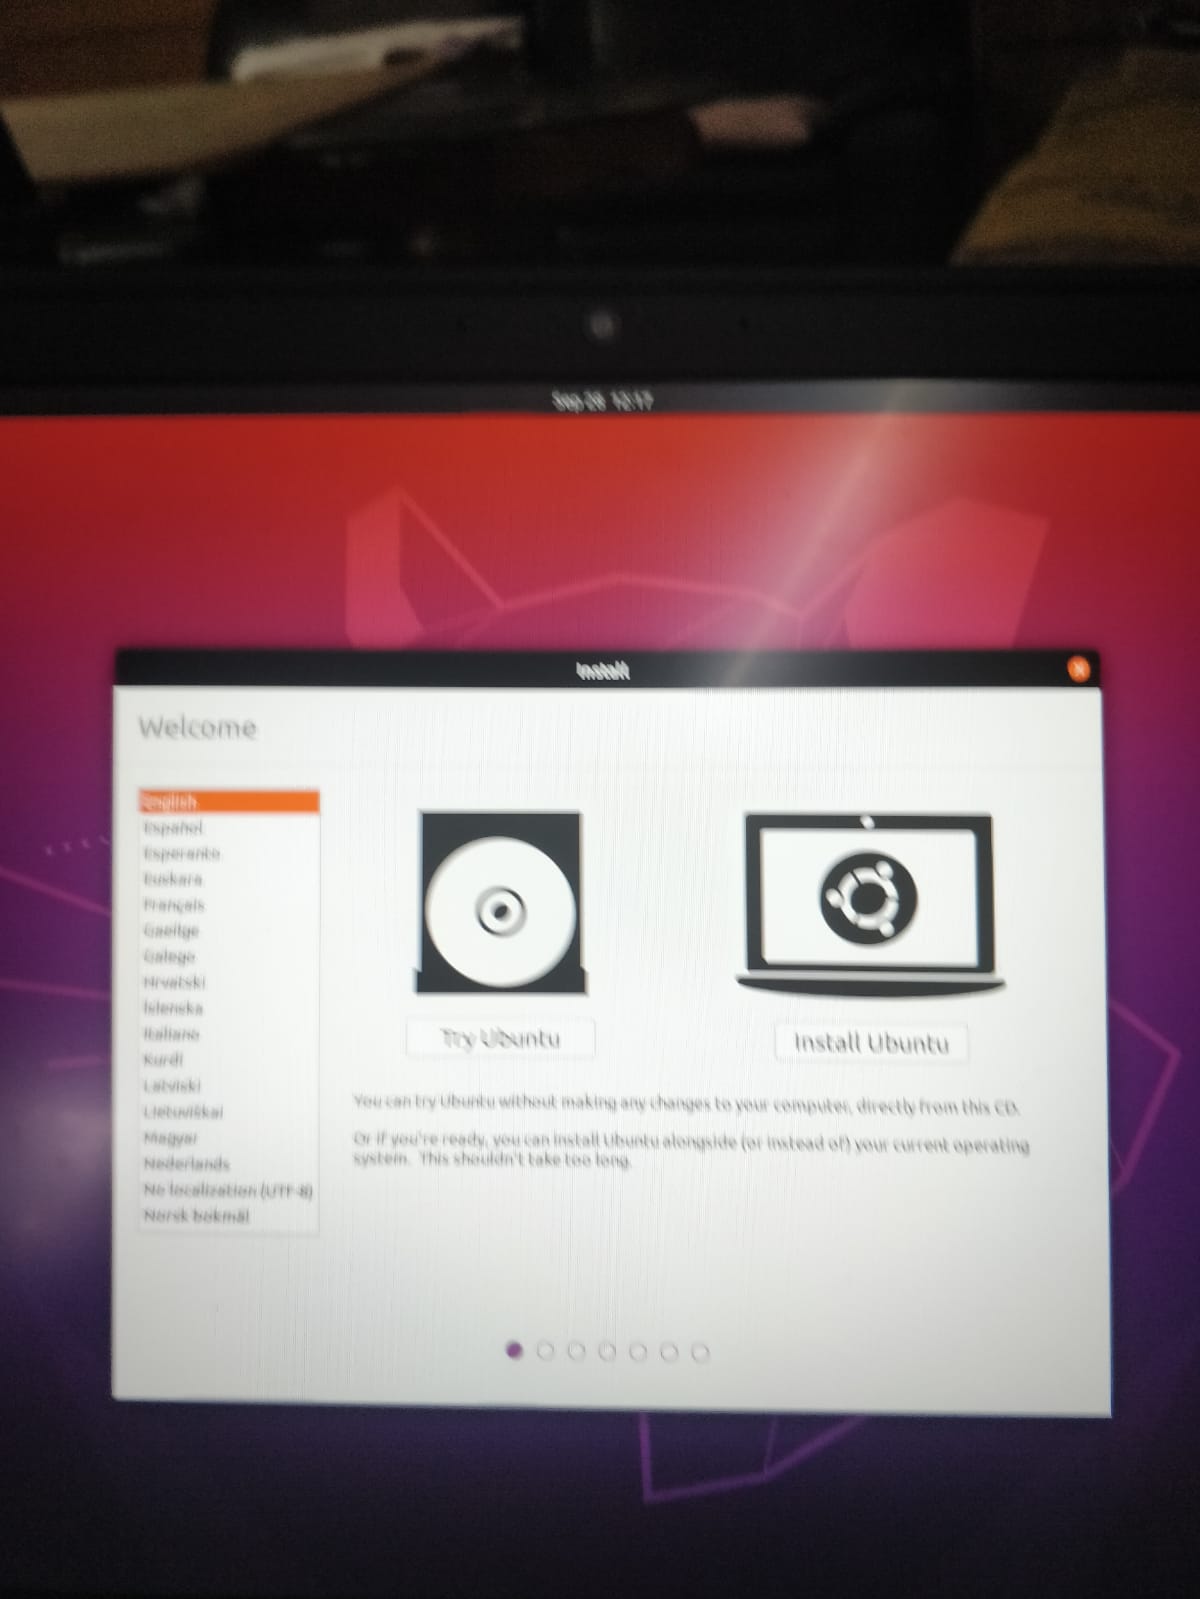 Sep 28 12:17
Install
Welcome
English
Español
Esperanto
Euskara
Français
Gaeilge
Galego
Hrvatski
Íslenska
Italiano
Kurdî
Latviski
Lietuviškai
Magyar
Nederlands
No localization (UTF-8)
Norsk bokmål
Try Ubuntu
Install Ubuntu
You can try Ubuntu without making any changes to your computer, directly from this CD.
Or if you're ready, you can install Ubuntu alongside (or instead of) your current operating
system. This shouldn't take too long.